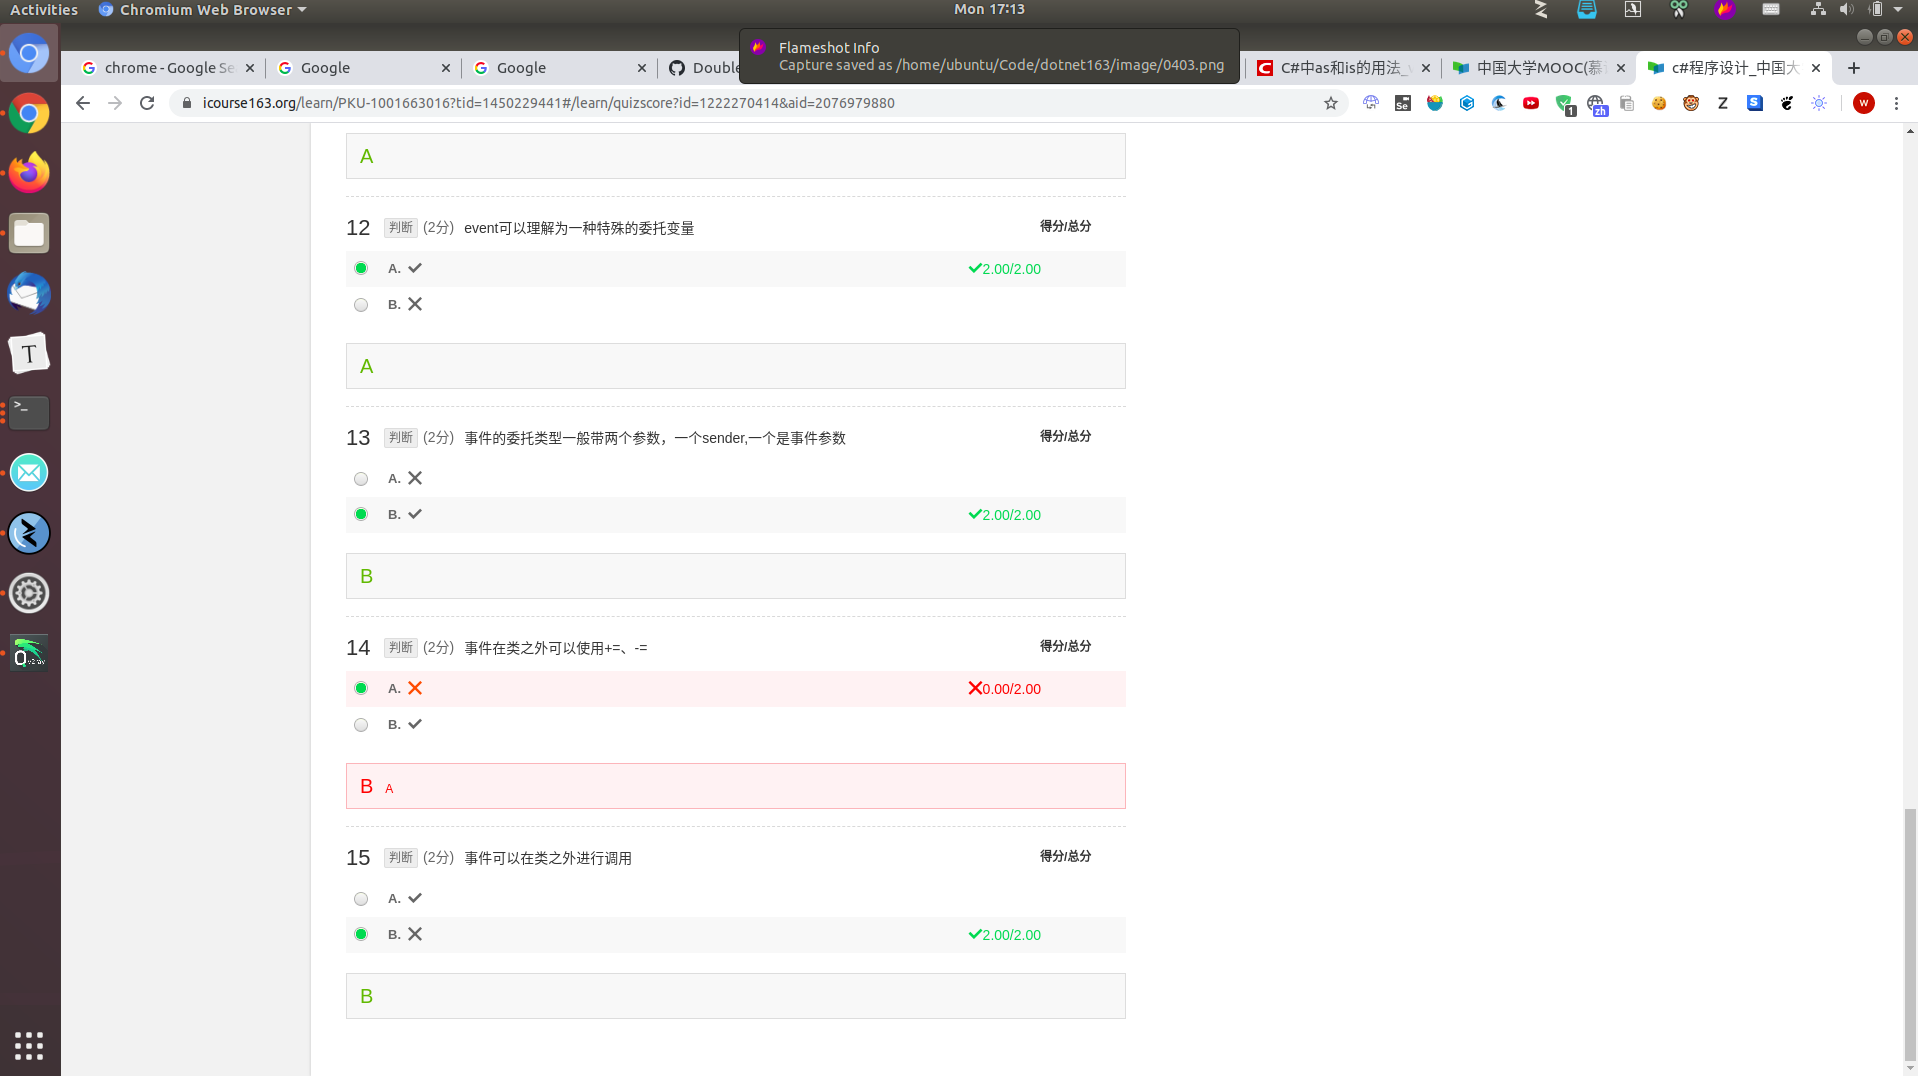 Activities
Chromium Web Browser
Mon 17:13
Flameshot Info
Capture saved as /home/ubuntu/Code/dotnet163/image/0403.png
chrome - Google Se
Google
Google
Double
C#中as和is的用法_
中国大学MOOC(慕
c#程序设计_中国大
icourse163.org/learn/PKU-1001663016?tid=1450229441#/learn/quizscore?id=1222270414&aid=2076979880
A
12 判断 (2分) event可以理解为一种特殊的委托变量 得分/总分
A. 2.00/2.00
B.
A
13 判断 (2分) 事件的委托类型一般带两个参数，一个sender,一个是事件参数 得分/总分
A.
B. 2.00/2.00
B
14 判断 (2分) 事件在类之外可以使用+=、-= 得分/总分
A. 0.00/2.00
B.
B A
15 判断 (2分) 事件可以在类之外进行调用 得分/总分
A.
B. 2.00/2.00
B